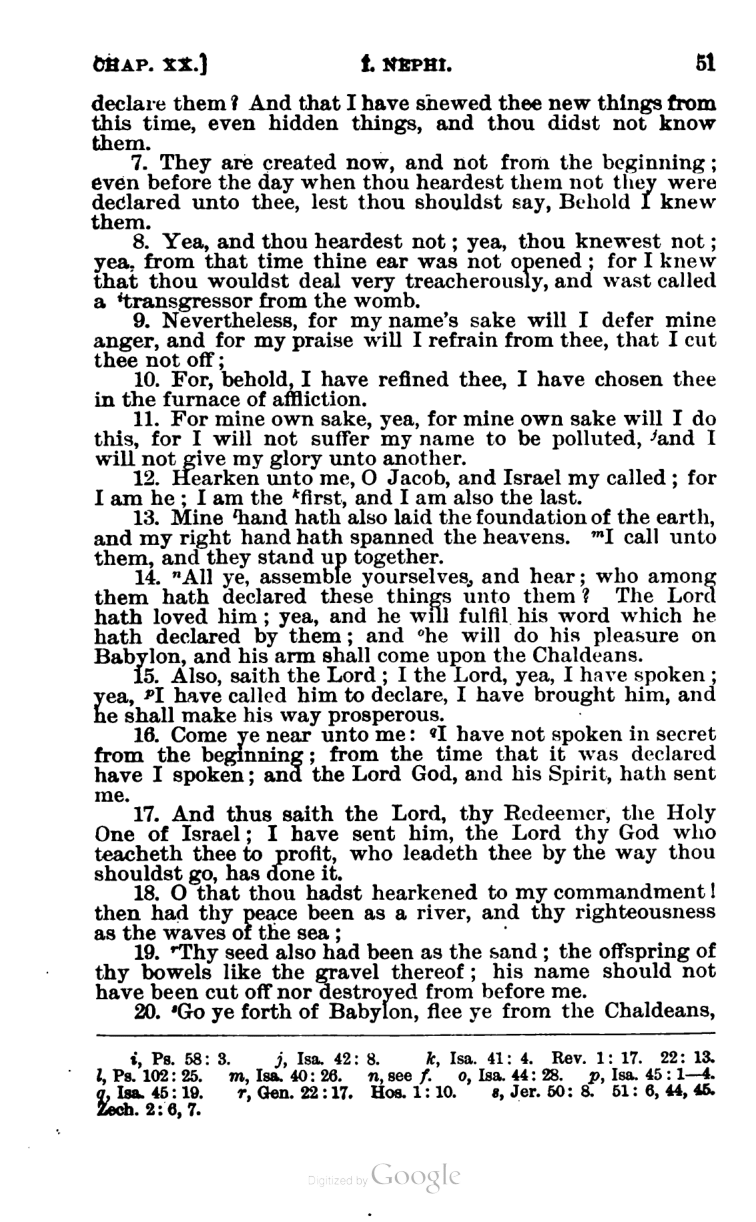 CHAP. XX.] I. NEPHI. 51
declare them? And that I have shewed thee new things from
this time, even hidden things, and thou didst not know
them.
7. They are created now, and not from the beginning;
even before the day when thou heardest them not they were
declared unto thee, lest thou shouldst say, Behold I knew
them.
8. Yea, and thou heardest not; yea, thou knewest not;
yea, from that time thine ear was not opened; for I knew
that thou wouldst deal very treacherously, and wast called
a ⁱtransgressor from the womb.
9. Nevertheless, for my name's sake will I defer mine
anger, and for my praise will I refrain from thee, that I cut
thee not off;
10. For, behold, I have refined thee, I have chosen thee
in the furnace of affliction.
11. For mine own sake, yea, for mine own sake will I do
this, for I will not suffer my name to be polluted, ʲand I
will not give my glory unto another.
12. Hearken unto me, O Jacob, and Israel my called; for
I am he; I am the ᵏfirst, and I am also the last.
13. Mine ˡhand hath also laid the foundation of the earth,
and my right hand hath spanned the heavens. ᵐI call unto
them, and they stand up together.
14. ⁿAll ye, assemble yourselves, and hear; who among
them hath declared these things unto them? The Lord
hath loved him; yea, and he will fulfil his word which he
hath declared by them; and ᵒhe will do his pleasure on
Babylon, and his arm shall come upon the Chaldeans.
15. Also, saith the Lord; I the Lord, yea, I have spoken;
yea, ᵖI have called him to declare, I have brought him, and
he shall make his way prosperous.
16. Come ye near unto me: qI have not spoken in secret
from the beginning; from the time that it was declared
have I spoken; and the Lord God, and his Spirit, hath sent
me.
17. And thus saith the Lord, thy Redeemer, the Holy
One of Israel; I have sent him, the Lord thy God who
teacheth thee to profit, who leadeth thee by the way thou
shouldst go, has done it.
18. O that thou hadst hearkened to my commandment!
then had thy peace been as a river, and thy righteousness
as the waves of the sea;
19. ʳThy seed also had been as the sand; the offspring of
thy bowels like the gravel thereof; his name should not
have been cut off nor destroyed from before me.
20. ˢGo ye forth of Babylon, flee ye from the Chaldeans,
i, Ps. 58: 3. j, Isa. 42: 8. k, Isa. 41: 4. Rev. 1: 17. 22: 13.
l, Ps. 102: 25. m, Isa. 40: 26. n, see f. o, Isa. 44: 28. p, Isa. 45: 1—4.
q, Isa. 45: 19. r, Gen. 22: 17. Hos. 1: 10. s, Jer. 50: 8. 51: 6, 44, 45.
Zech. 2: 6, 7.
Digitized by Google